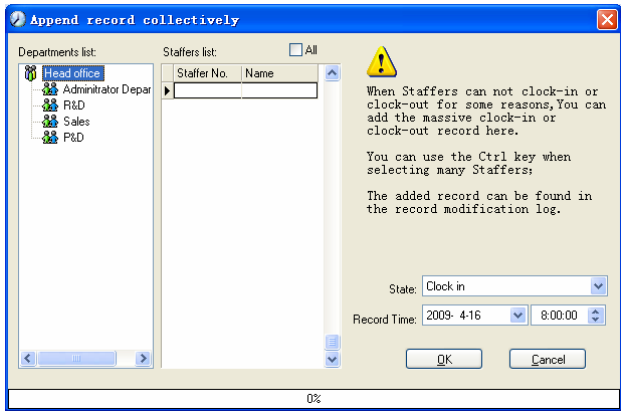 Append record collectively
Departments list:
Staffers list:
All
Head office
Adminitrator Depar
R&D
Sales
P&D
Staffer No.
Name
When Staffers can not clock-in or
clock-out for some reasons,You can
add the massive clock-in or
clock-out record here.
You can use the Ctrl key when
selecting many Staffers;
The added record can be found in
the record modification log.
State:
Clock in
Record Time:
2009- 4-16
8:00:00
OK
Cancel
0%